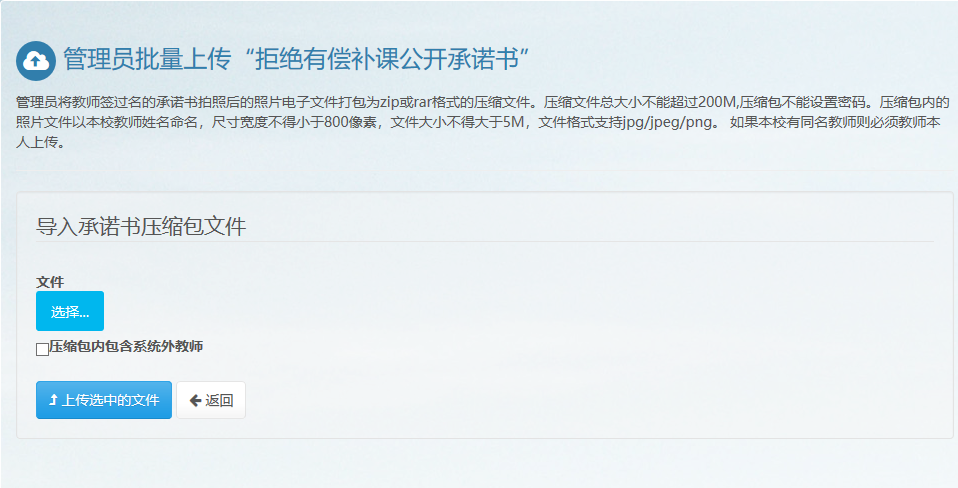 管理员批量上传“拒绝有偿补课公开承诺书”
管理员将教师签过名的承诺书拍照后的照片电子文件打包为zip或rar格式的压缩文件。压缩文件总大小不能超过200M,压缩包不能设置密码。压缩包内的
照片文件以本校教师姓名命名，尺寸宽度不得小于800像素，文件大小不得大于5M，文件格式支持jpg/jpeg/png。 如果本校有同名教师则必须教师本
人上传。
导入承诺书压缩包文件
文件
选择...
压缩包内包含系统外教师
上传选中的文件 返回